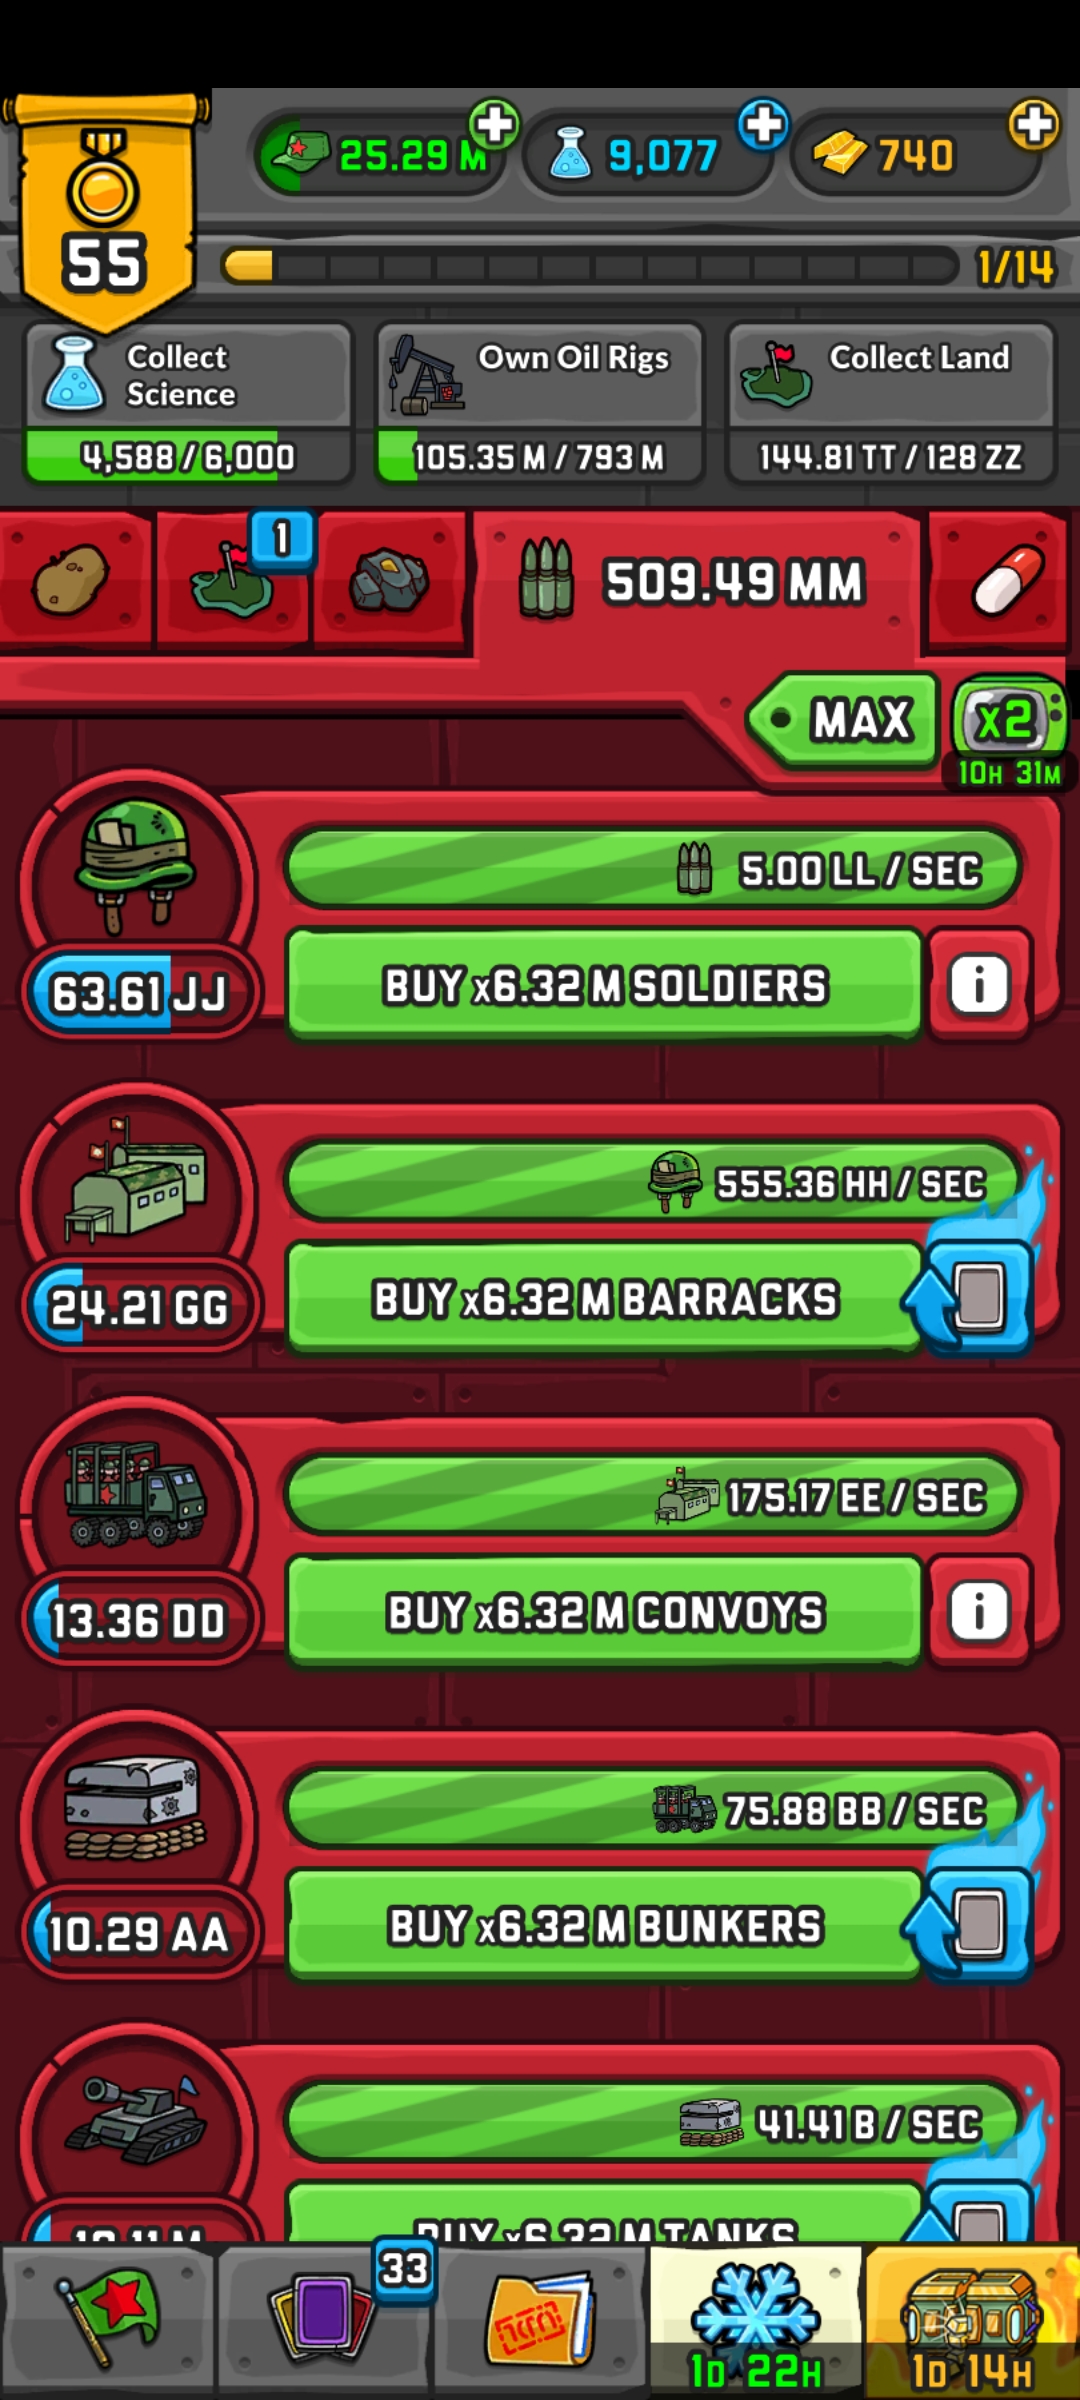 25.29 M
9,077
740
55
1/14
Collect
Science
Own Oil Rigs
Collect Land
4,588 / 6,000
105.35 M / 793 M
144.81 TT / 128 ZZ
1
509.49 MM
MAX
x2
10H 31M
5.00 LL / SEC
63.61 JJ
BUY x6.32 M SOLDIERS
i
555.36 HH / SEC
24.21 GG
BUY x6.32 M BARRACKS
175.17 EE / SEC
13.36 DD
BUY x6.32 M CONVOYS
i
75.88 BB / SEC
10.29 AA
BUY x6.32 M BUNKERS
41.41 B / SEC
BUY x6.32 M TANKS
33
1D 22H
1D 14H